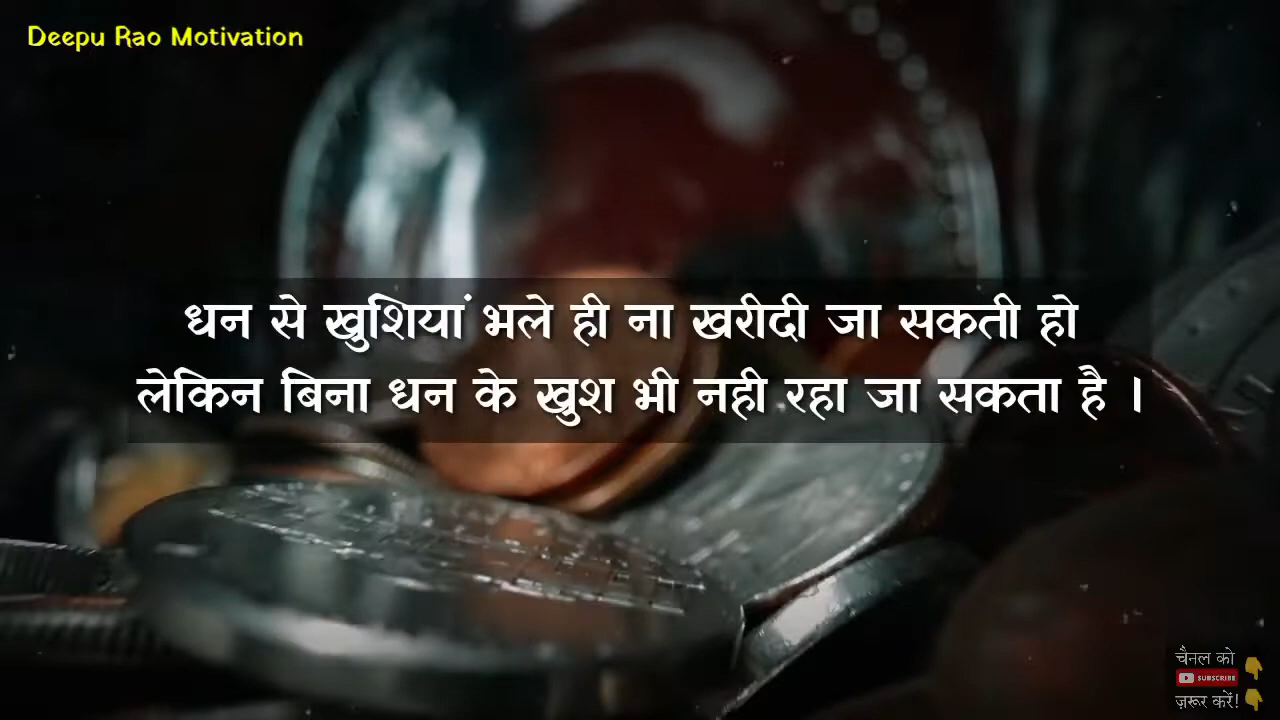 Deepu Rao Motivation
धन से खुशियां भले ही ना खरीदी जा सकती हो
लेकिन बिना धन के खुश भी नही रहा जा सकता है ।
चैनल को
SUBSCRIBE
ज़रूर करें!